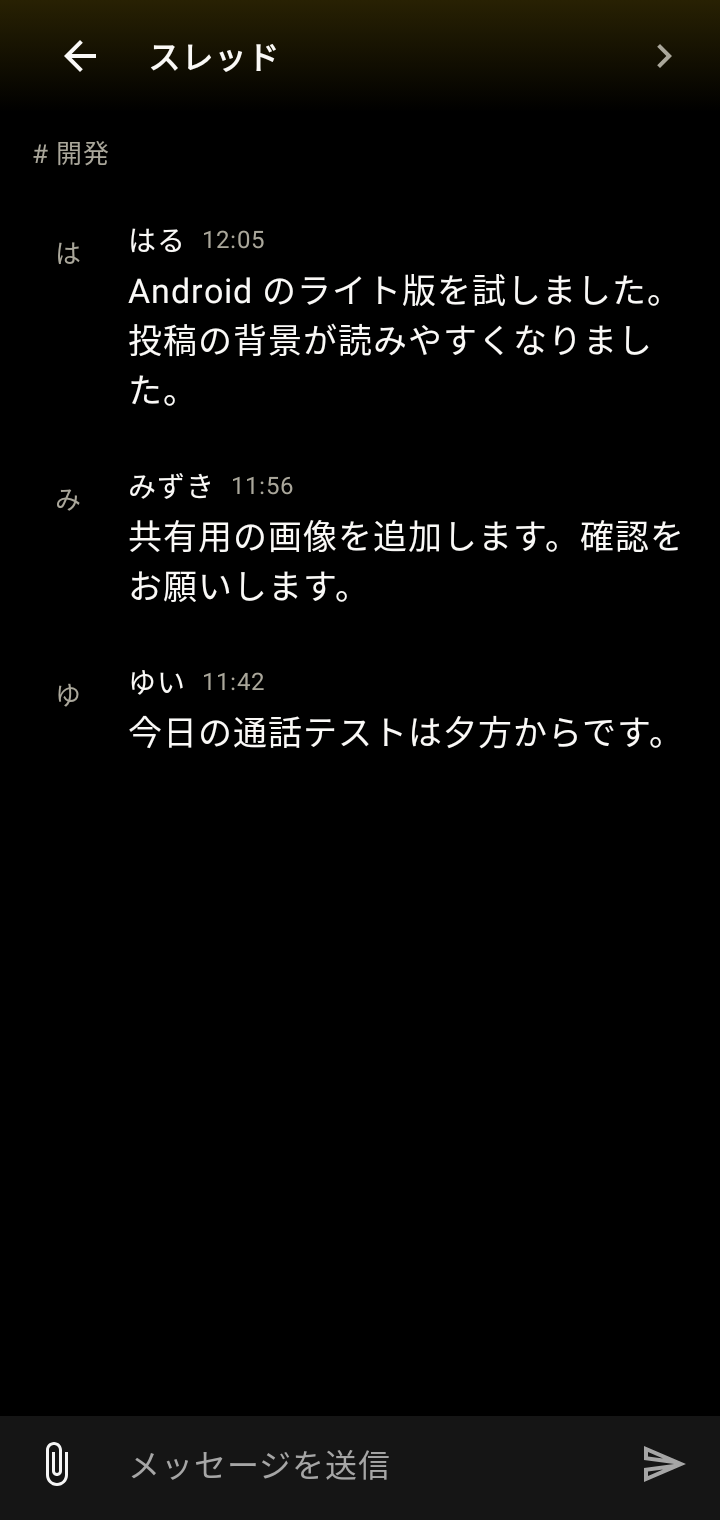 スレッド
# 開発
は
はる 12:05
Android のライト版を試しました。
投稿の背景が読みやすくなりまし
た。
み
みずき 11:56
共有用の画像を追加します。確認を
お願いします。
ゆ
ゆい 11:42
今日の通話テストは夕方からです。
メッセージを送信